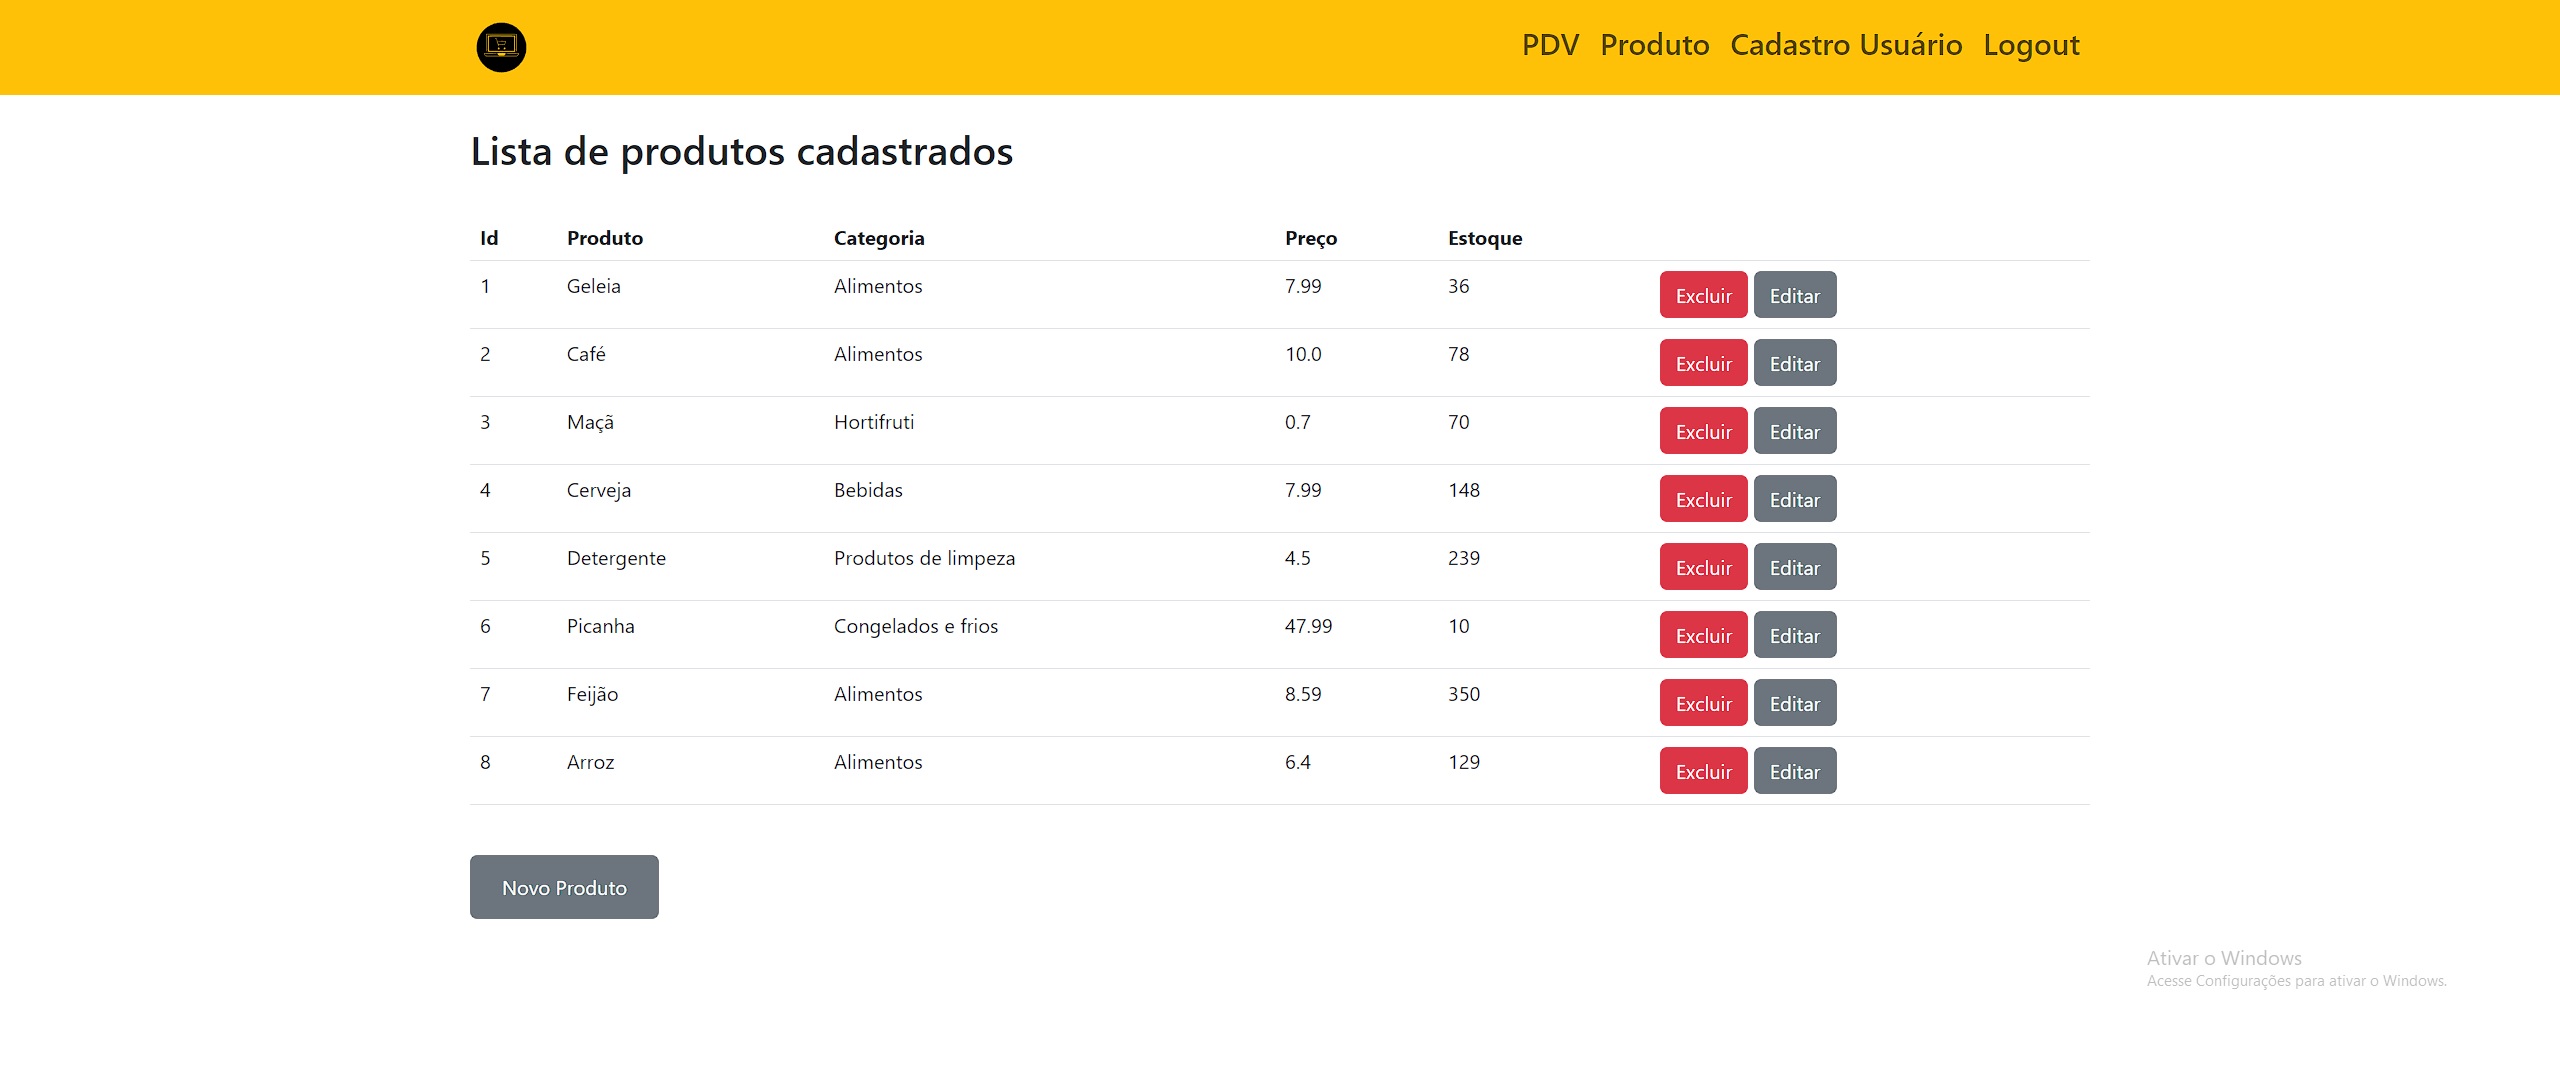 PDV Produto Cadastro Usuário Logout
Lista de produtos cadastrados
Id Produto Categoria Preço Estoque
1 Geleia Alimentos 7.99 36 Excluir Editar
2 Café Alimentos 10.0 78 Excluir Editar
3 Maçã Hortifruti 0.7 70 Excluir Editar
4 Cerveja Bebidas 7.99 148 Excluir Editar
5 Detergente Produtos de limpeza 4.5 239 Excluir Editar
6 Picanha Congelados e frios 47.99 10 Excluir Editar
7 Feijão Alimentos 8.59 350 Excluir Editar
8 Arroz Alimentos 6.4 129 Excluir Editar
Novo Produto
Ativar o Windows
Acesse Configurações para ativar o Windows.